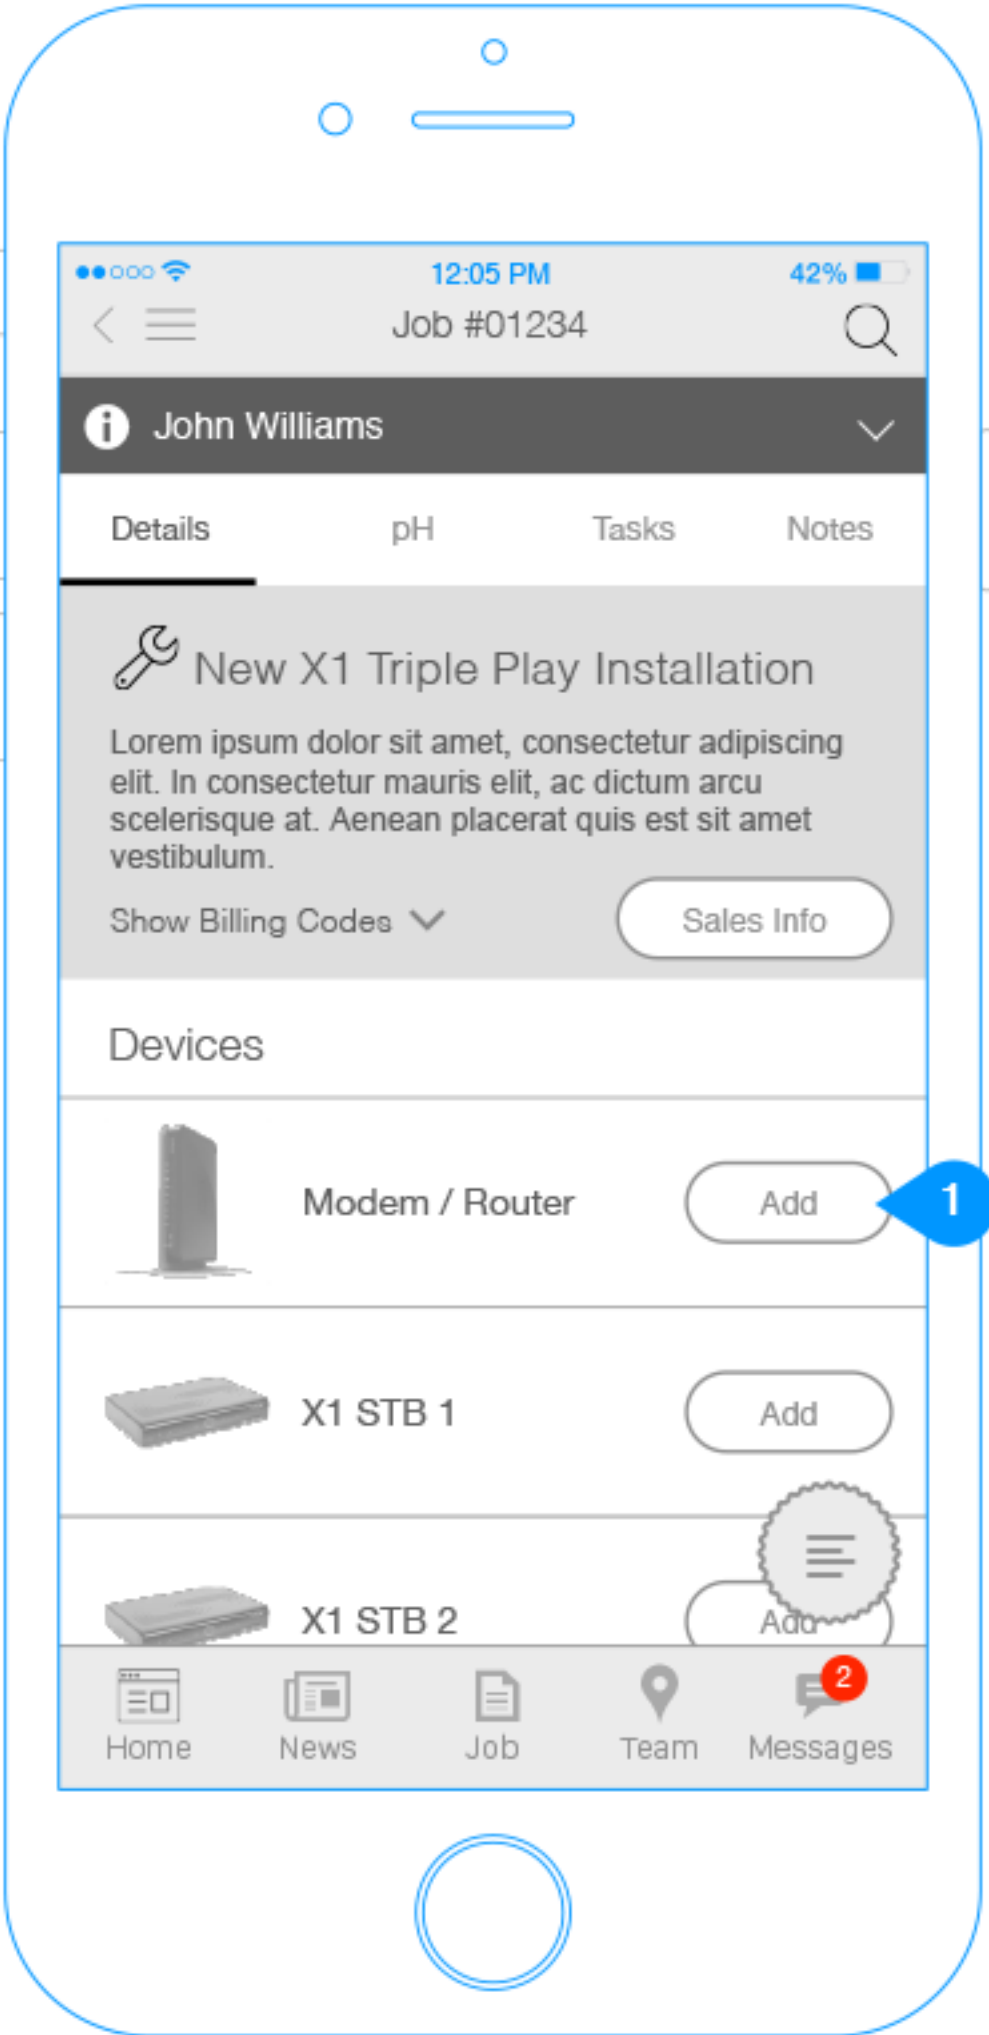 12:05 PM
42%
Job #01234
John Williams
Details pH Tasks Notes
New X1 Triple Play Installation
Lorem ipsum dolor sit amet, consectetur adipiscing
elit. In consectetur mauris elit, ac dictum arcu
scelerisque at. Aenean placerat quis est sit amet
vestibulum.
Show Billing Codes
Sales Info
Devices
Modem / Router
Add
1
X1 STB 1
Add
X1 STB 2
Add
2
Home News Job Team Messages